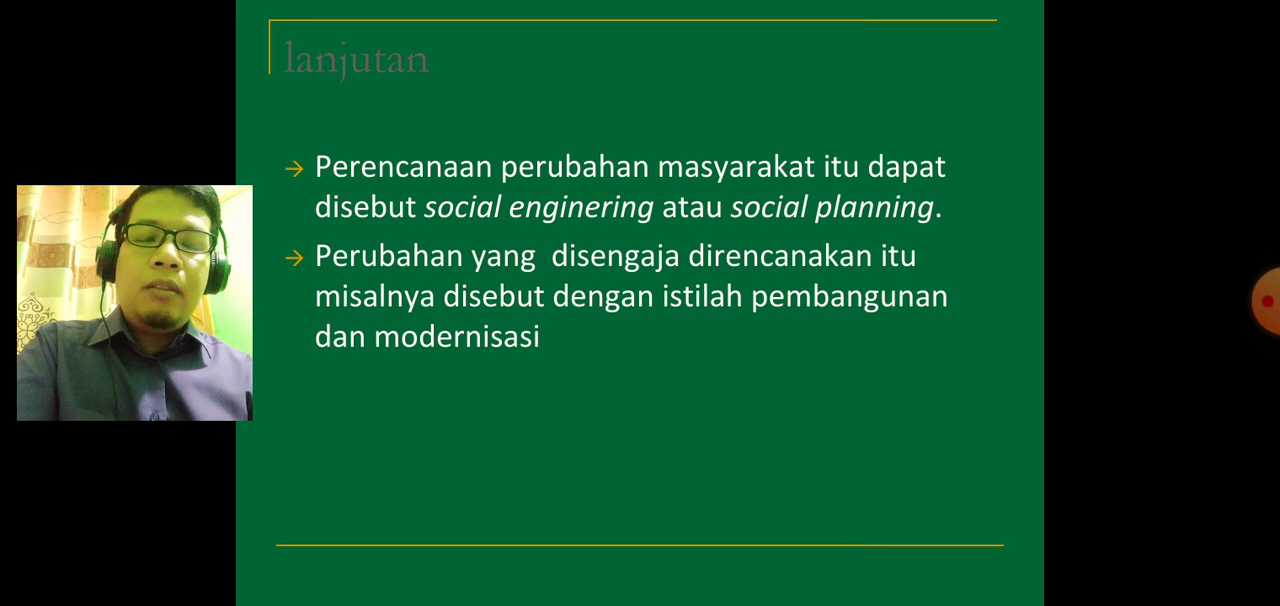 lanjutan
Perencanaan perubahan masyarakat itu dapat
disebut social enginering atau social planning.
Perubahan yang  disengaja direncanakan itu
misalnya disebut dengan istilah pembangunan
dan modernisasi